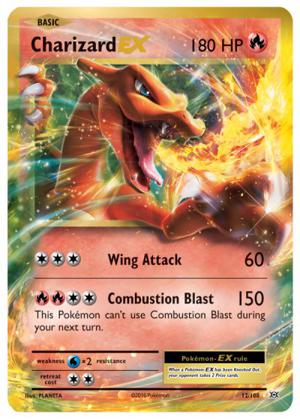 BASIC
Charizard EX 180 HP
Wing Attack 60
Combustion Blast 150
This Pokémon can't use Combustion Blast during
your next turn.
weakness ×2 resistance
Pokémon-EX rule
When a Pokémon-EX has been Knocked Out,
your opponent takes 2 Prize cards.
retreat
cost
Illus. PLANETA ©2016 Pokémon 12/108 XY